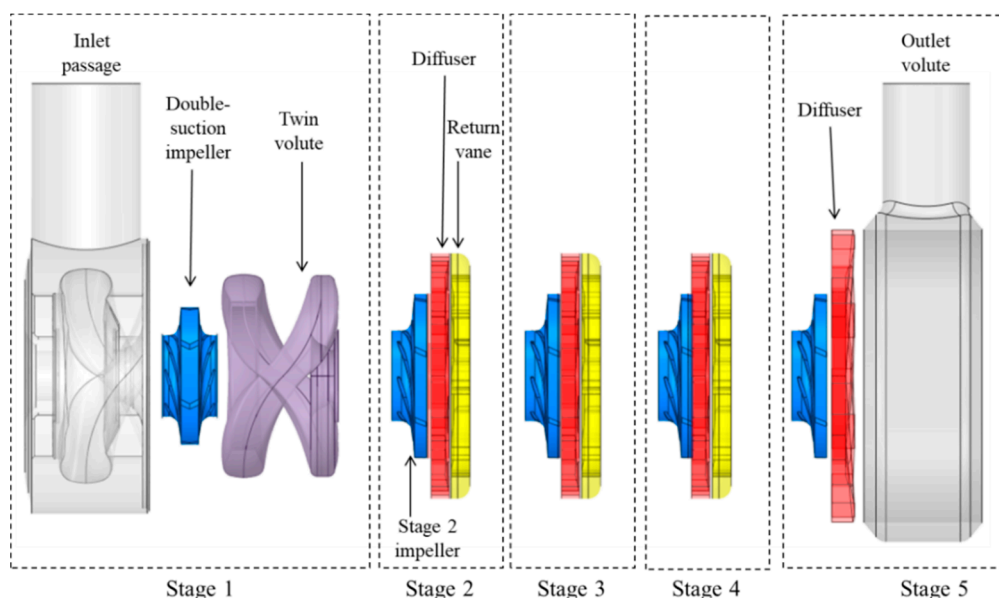 Inlet
passage
Double-
suction
impeller
Twin
volute
Diffuser
Return
vane
Stage 2
impeller
Diffuser
Outlet
volute
Stage 1
Stage 2
Stage 3
Stage 4
Stage 5